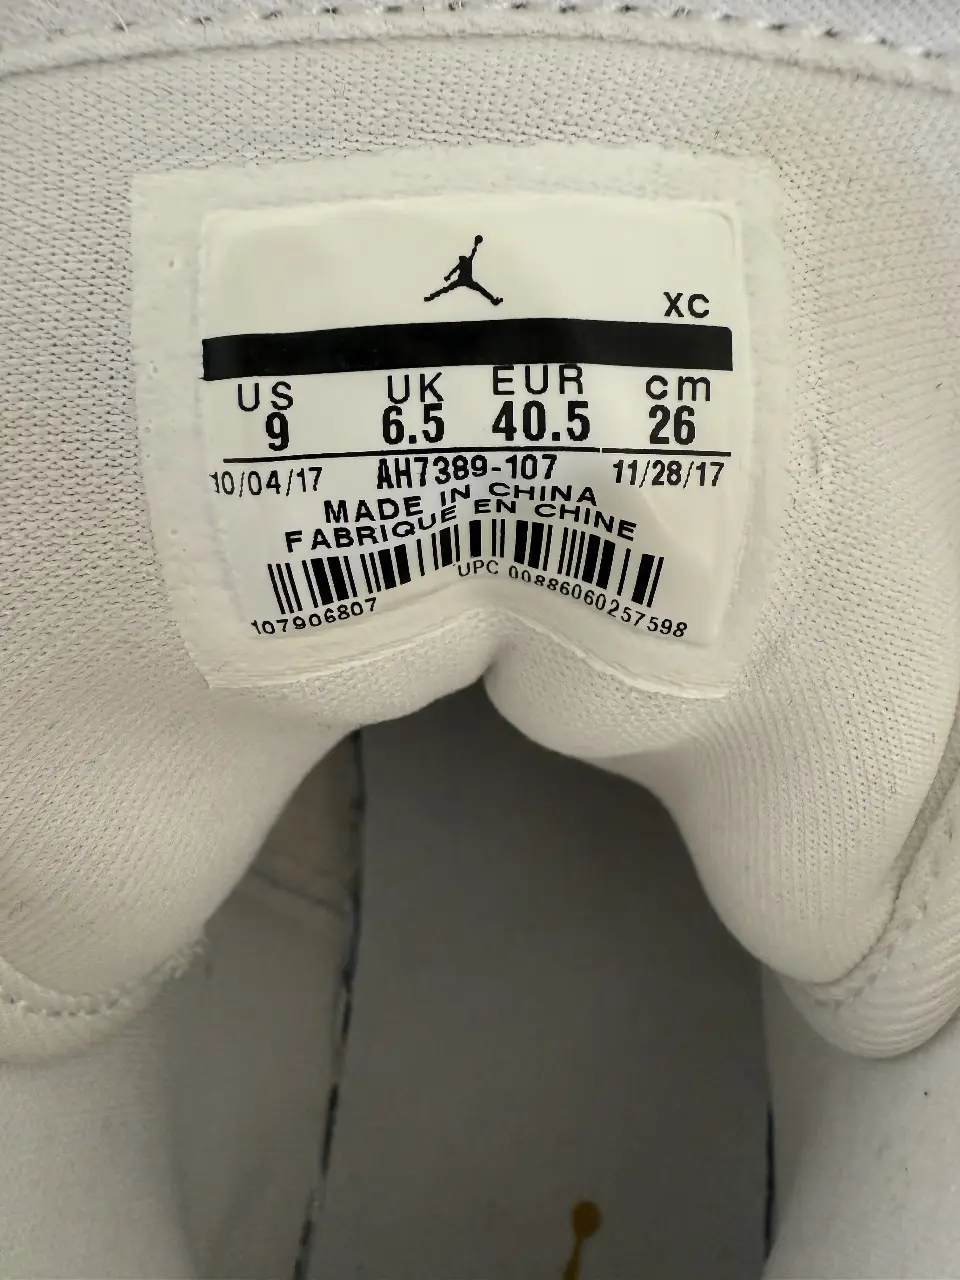 XC
US UK EUR cm
9 6.5 40.5 26
10/04/17 AH7389-107 11/28/17
MADE IN CHINA
FABRIQUE EN CHINE
107906807 UPC 00886060257598